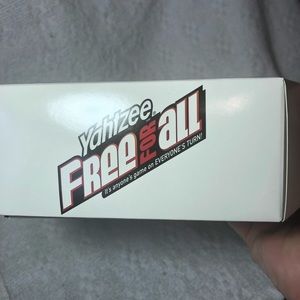 Yahtzee
FREE FOR all
It's anyone's game on EVERYONE'S TURN!